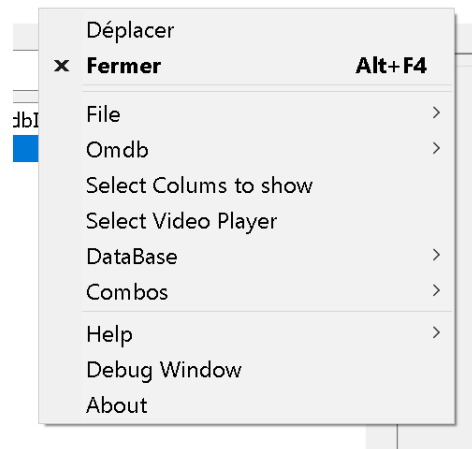 Déplacer
× Fermer Alt+F4
File >
Omdb >
Select Colums to show
Select Video Player
DataBase >
Combos >
Help >
Debug Window
About